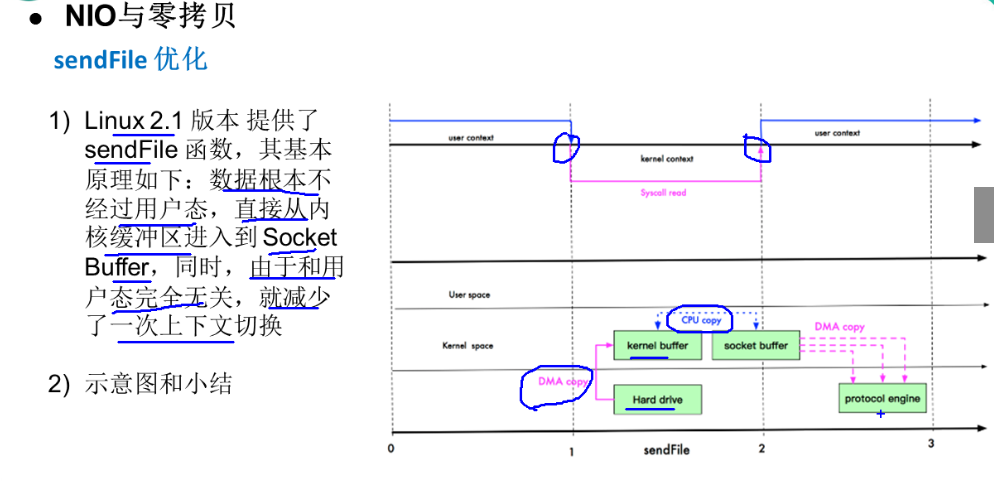 ● NIO与零拷贝
sendFile 优化
1) Linux 2.1 版本 提供了
sendFile 函数，其基本
原理如下：数据根本不
经过用户态，直接从内
核缓冲区进入到 Socket
Buffer，同时，由于和用
户态完全无关，就减少
了一次上下文切换
2) 示意图和小结
user context
user context
kernel context
Syscall read
User space
CPU copy
DMA copy
Kernel space
kernel buffer
socket buffer
DMA copy
Hard drive
protocol engine
0
1
sendFile
2
3